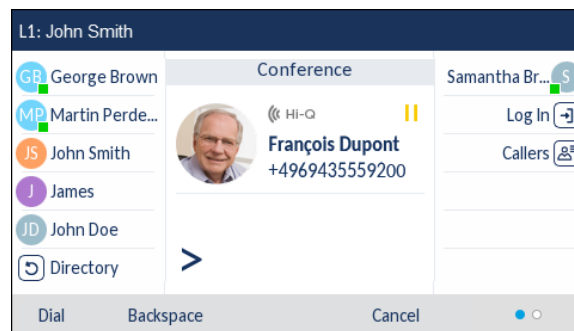 L1: John Smith
GB George Brown
MP Martin Perde...
JS John Smith
J James
JD John Doe
Directory
Conference
Hi-Q
François Dupont
+4969435559200
>
Samantha Br... S
Log In
Callers
Dial Backspace Cancel